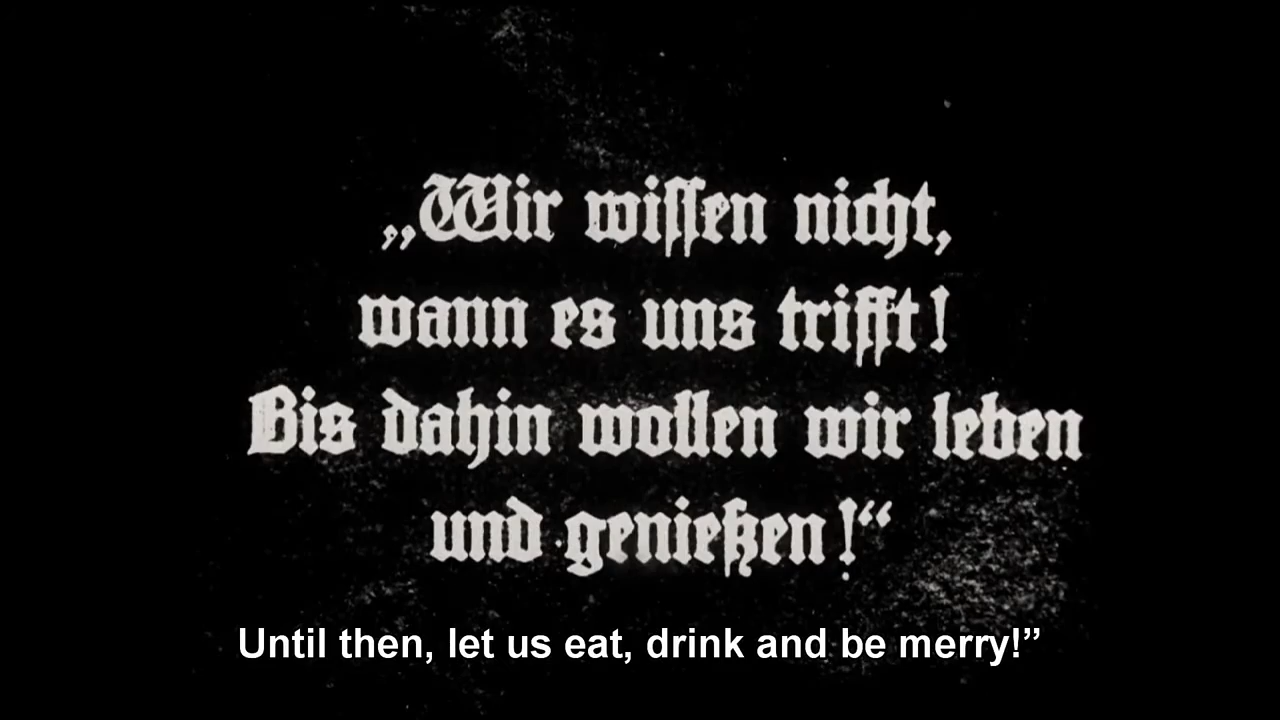 „Wir wissen nicht,
wann es uns trifft!
Bis dahin wollen wir leben
und genießen!“
Until then, let us eat, drink and be merry!”